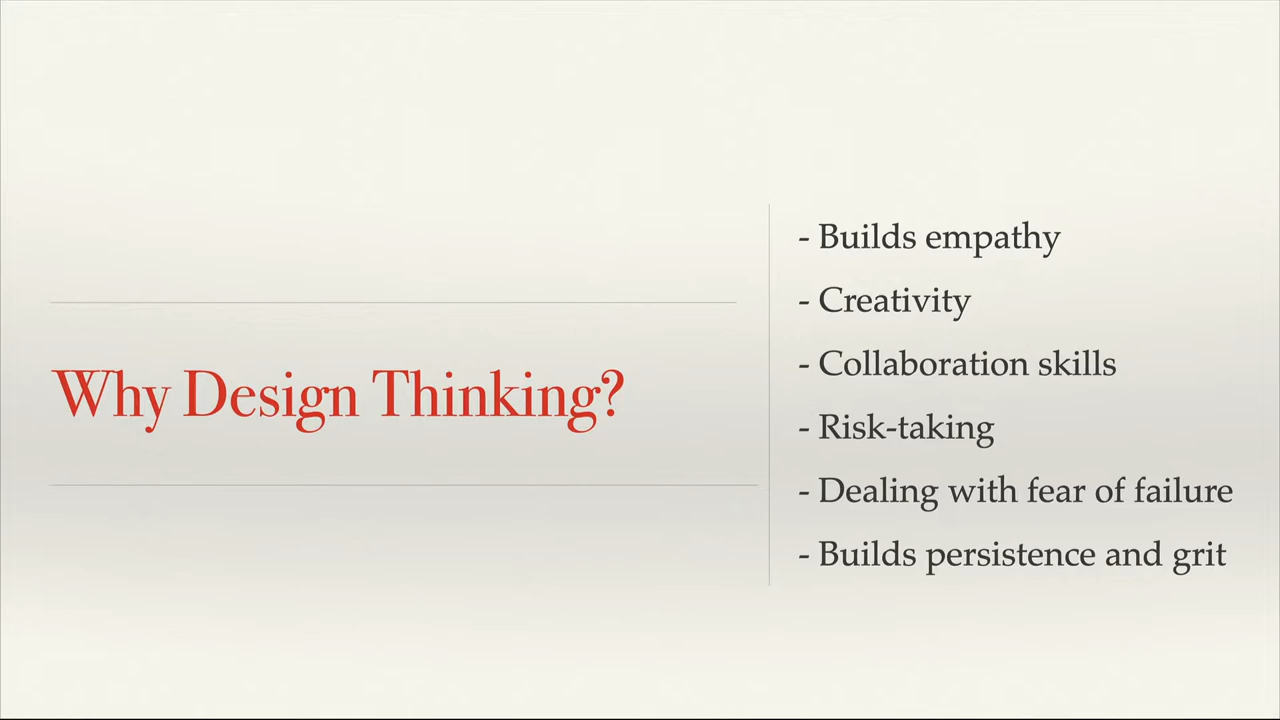 Why Design Thinking?
- Builds empathy
- Creativity
- Collaboration skills
- Risk-taking
- Dealing with fear of failure
- Builds persistence and grit